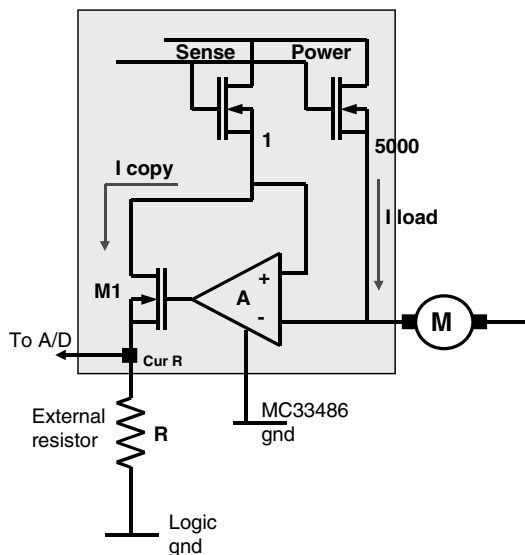 Sense
Power
1
5000
I copy
I load
+
A
-
M1
M
To A/D
Cur R
External
resistor
R
MC33486
gnd
Logic
gnd